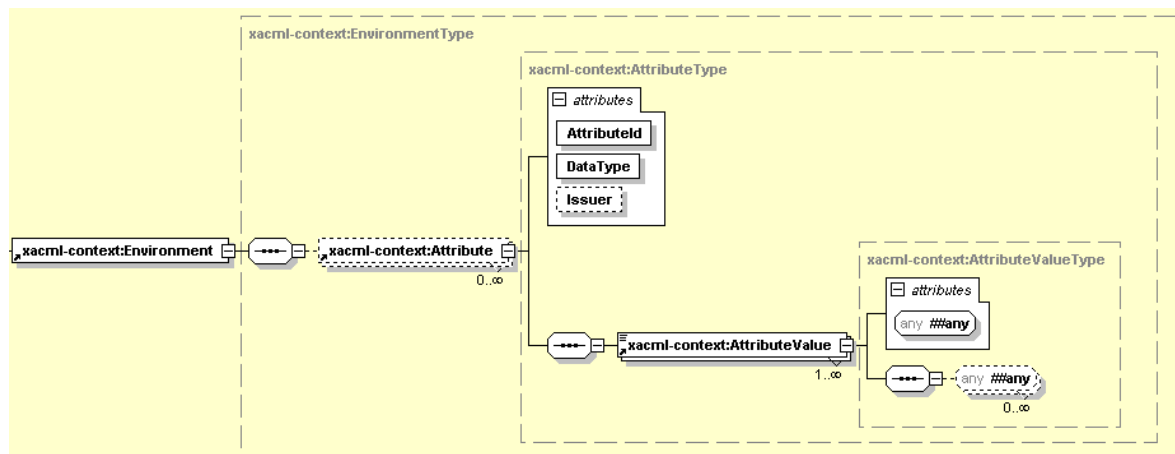 xacml-context:EnvironmentType
xacml-context:AttributeType
attributes
AttributeId
DataType
Issuer
xacml-context:Environment
xacml-context:Attribute
0..∞
xacml-context:AttributeValueType
attributes
any ##any
xacml-context:AttributeValue
1..∞
any ##any
0..∞